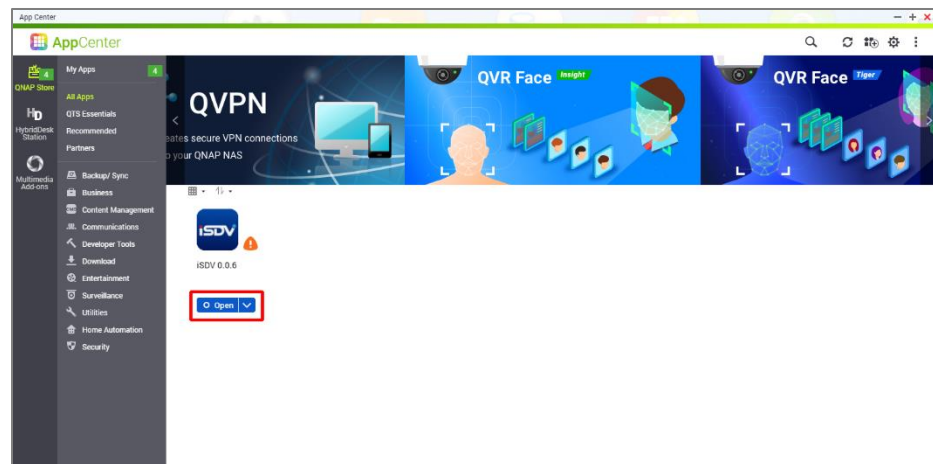 App Center
AppCenter
4
QNAP Store
HD
HybridDesk
Station
Multimedia
Add-ons
My Apps 4
All Apps
QTS Essentials
Recommended
Partners
Backup/ Sync
Business
Content Management
Communications
Developer Tools
Download
Entertainment
Surveillance
Utilities
Home Automation
Security
QVPN
eates secure VPN connections
o your QNAP NAS
QVR Face Insight
QVR Face Tiger
iSDV
iSDV 0.0.6
Open